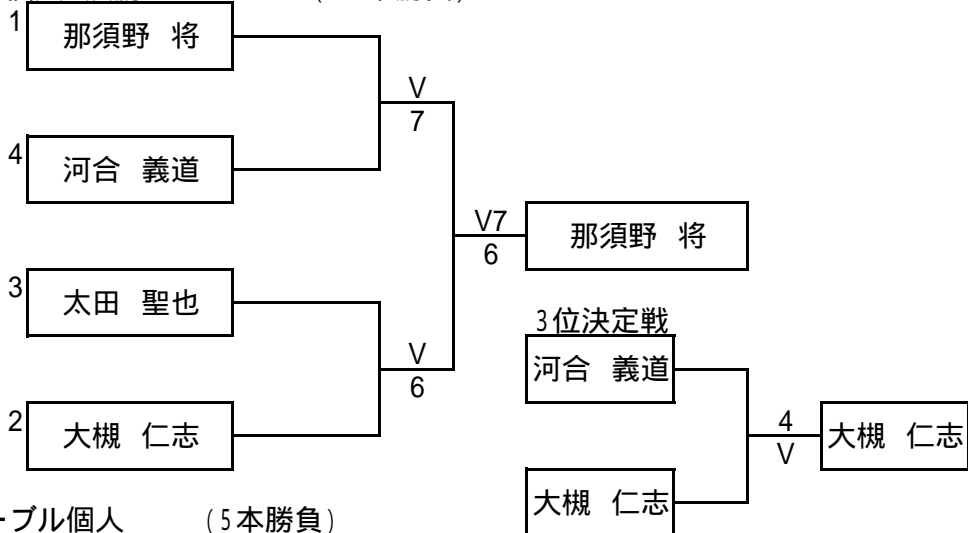 1
那須野 将
V
7
4
河合 義道
V7
6
那須野 将
3
太田 聖也
V
6
2
大槻 仁志
3位決定戦
河合 義道
4
V
大槻 仁志
大槻 仁志
ーブル個人 (5本勝負)